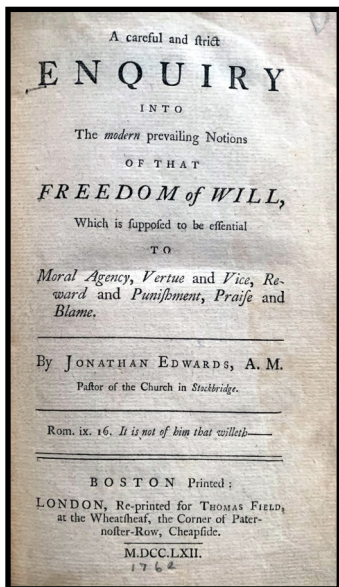 A careful and ſtrict
ENQUIRY
INTO
The modern prevailing Notions
OF THAT
FREEDOM of WILL,
Which is ſuppoſed to be eſſential
TO
Moral Agency, Vertue and Vice, Re-
ward and Puniſhment, Praiſe and
Blame.
By JONATHAN EDWARDS, A. M.
Paſtor of the Church in Stockbridge.
Rom. ix. 16. It is not of him that willeth—
BOSTON Printed:
LONDON, Re-printed for THOMAS FIELD,
at the Wheatſheaf, the Corner of Pater-
noſter-Row, Cheapſide.
M.DCC.LXII.
1762